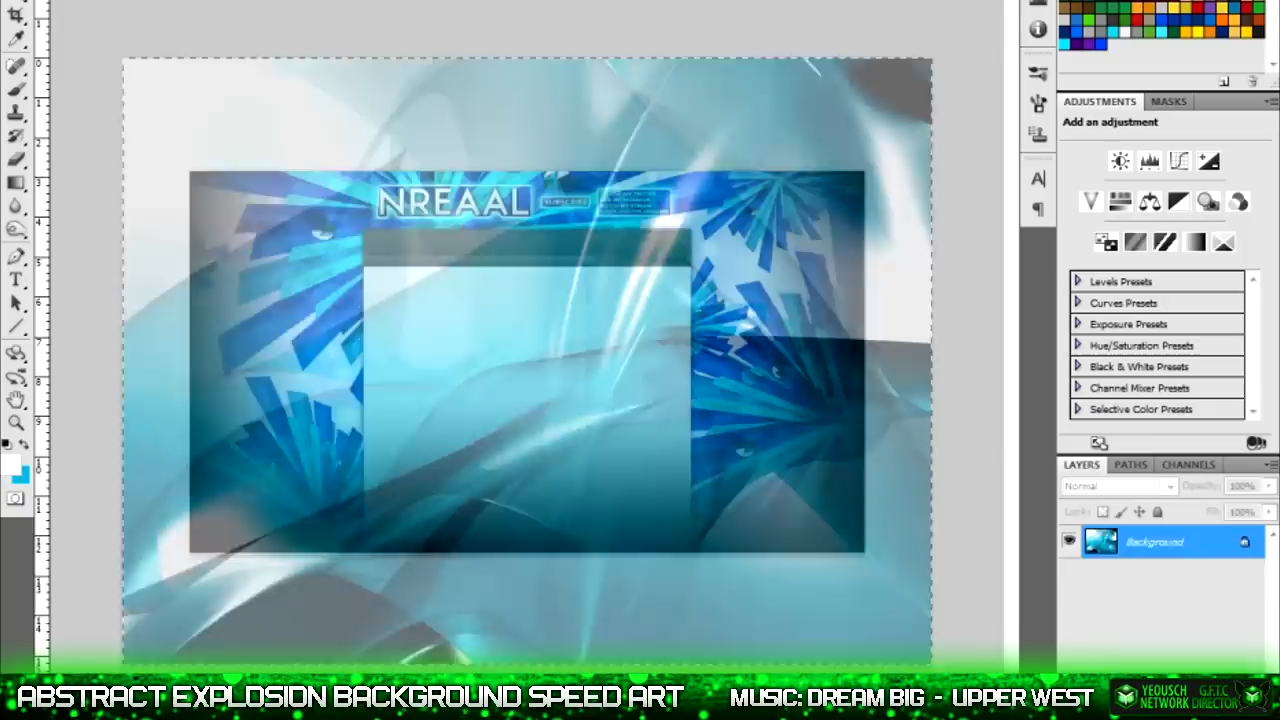 ADJUSTMENTS MASKS
Add an adjustment
Levels Presets
Curves Presets
Exposure Presets
Hue/Saturation Presets
Black & White Presets
Channel Mixer Presets
Selective Color Presets
LAYERS PATHS CHANNELS
Normal Opacity: 100%
Lock: Fill: 100%
Background
NREAAL
SUBSCRIBE
ABSTRACT EXPLOSION BACKGROUND SPEED ART MUSIC: DREAM BIG - UPPER WEST
YEOUSCH
NETWORK
G.F.T.C
DIRECTOR